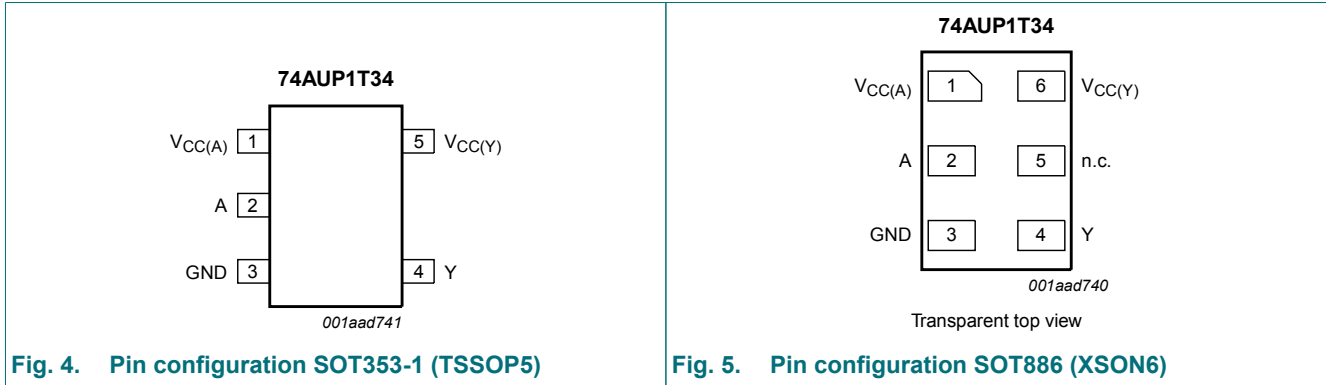 74AUP1T34
VCC(A) 1 5 VCC(Y)
A 2
GND 3 4 Y
001aad741
Fig. 4. Pin configuration SOT353-1 (TSSOP5)
74AUP1T34
VCC(A) 1 6 VCC(Y)
A 2 5 n.c.
GND 3 4 Y
001aad740
Transparent top view
Fig. 5. Pin configuration SOT886 (XSON6)